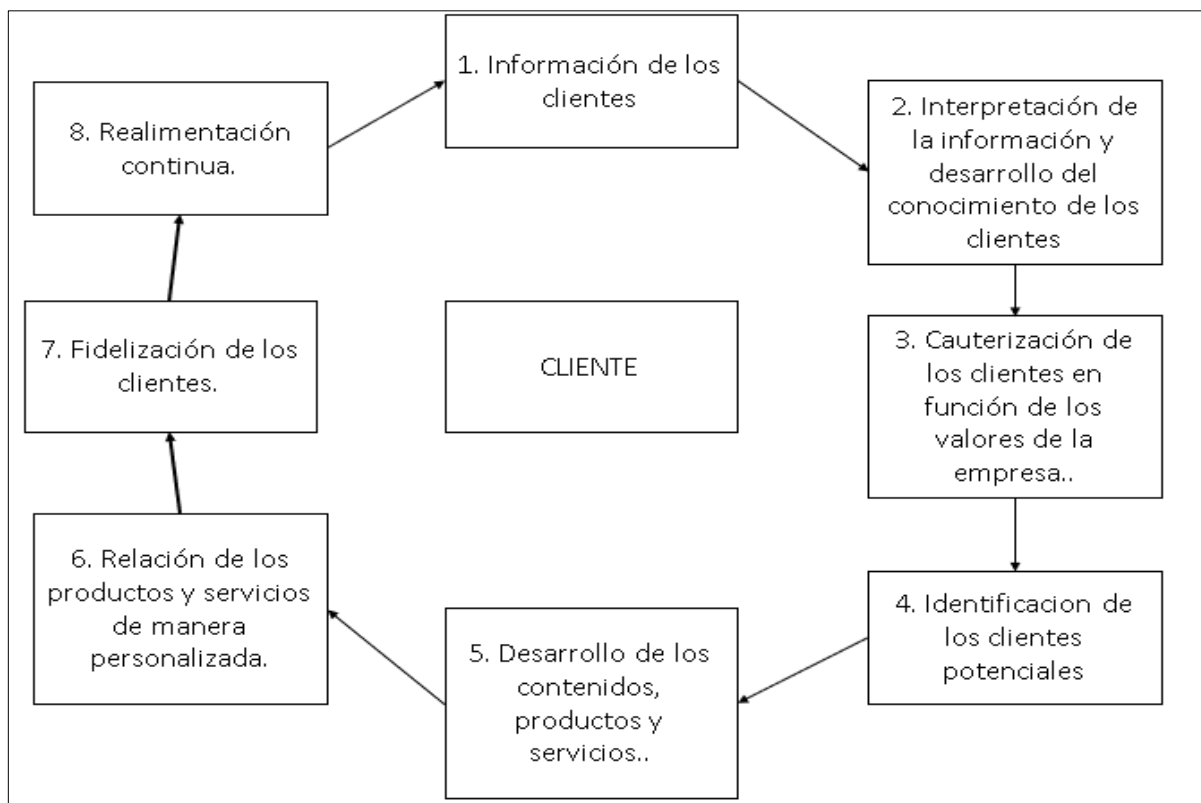 1. Información de los
clientes
2. Interpretación de
la información y
desarrollo del
conocimiento de los
clientes
3. Cauterización de
los clientes en
función de los
valores de la
empresa..
4. Identificacion de
los clientes
potenciales
5. Desarrollo de los
contenidos,
productos y
servicios..
6. Relación de los
productos y servicios
de manera
personalizada.
7. Fidelización de los
clientes.
8. Realimentación
continua.
CLIENTE